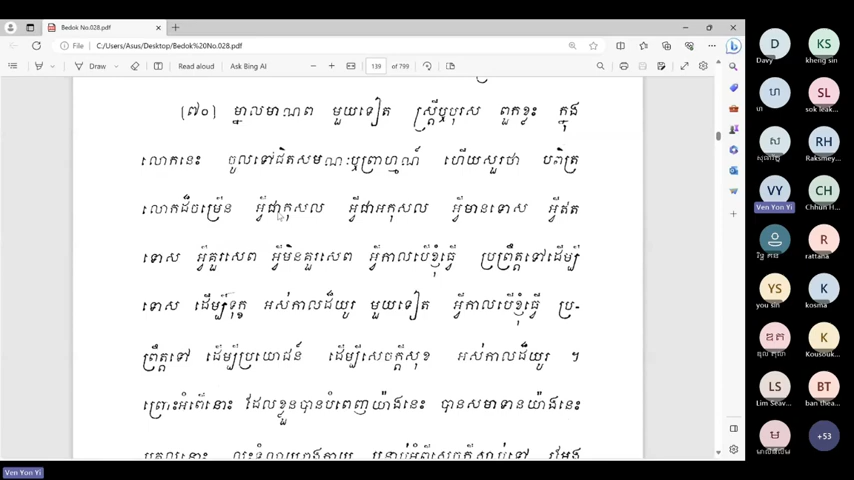 Bedok No.028.pdf
File C:/Users/Asus/Desktop/Bedok%20No.028.pdf
Draw Read aloud Ask Bing AI 139 of 799
[៧០] ម្នាលមាណព មួយទៀត ស្ត្រីឬបុរស ពួកខ្លះ ក្នុង
លោកនេះ ចូលទៅជិតសមណៈឬព្រាហ្មណ៍ ហើយសួរថា បពិត្រ
លោកដ៏ចម្រើន អ្វីជាកុសល អ្វីជាអកុសល អ្វីមានទោស អ្វីឥត
ទោស អ្វីគួរសេព អ្វីមិនគួរសេព អ្វីកាលបើខ្ញុំធ្វើ ប្រព្រឹត្តទៅដើម្បី
ទោស ដើម្បីទុក្ខ អស់កាលដ៏យូរ មួយទៀត អ្វីកាលបើខ្ញុំធ្វើ ប្រ-
ព្រឹត្តទៅ ដើម្បីប្រយោជន៍ ដើម្បីសេចក្តីសុខ អស់កាលដ៏យូរ ។
ព្រោះអំពើនោះ ដែលខ្លួនបានបំពេញយ៉ាងនេះ បានសមាទានយ៉ាងនេះ
D Davy
KS kheng sin
ហ ហ
SL sok leak...
ស
RH Raksmey...
VY Ven Yon Yi
CH Chhun H...
R rattana
YS you sin
K Kosuma...
ឌត ឌុល តុលា
K Kousouk...
LS Lim Seav...
BT ban thea...
ម
+53
Ven Yon Yi